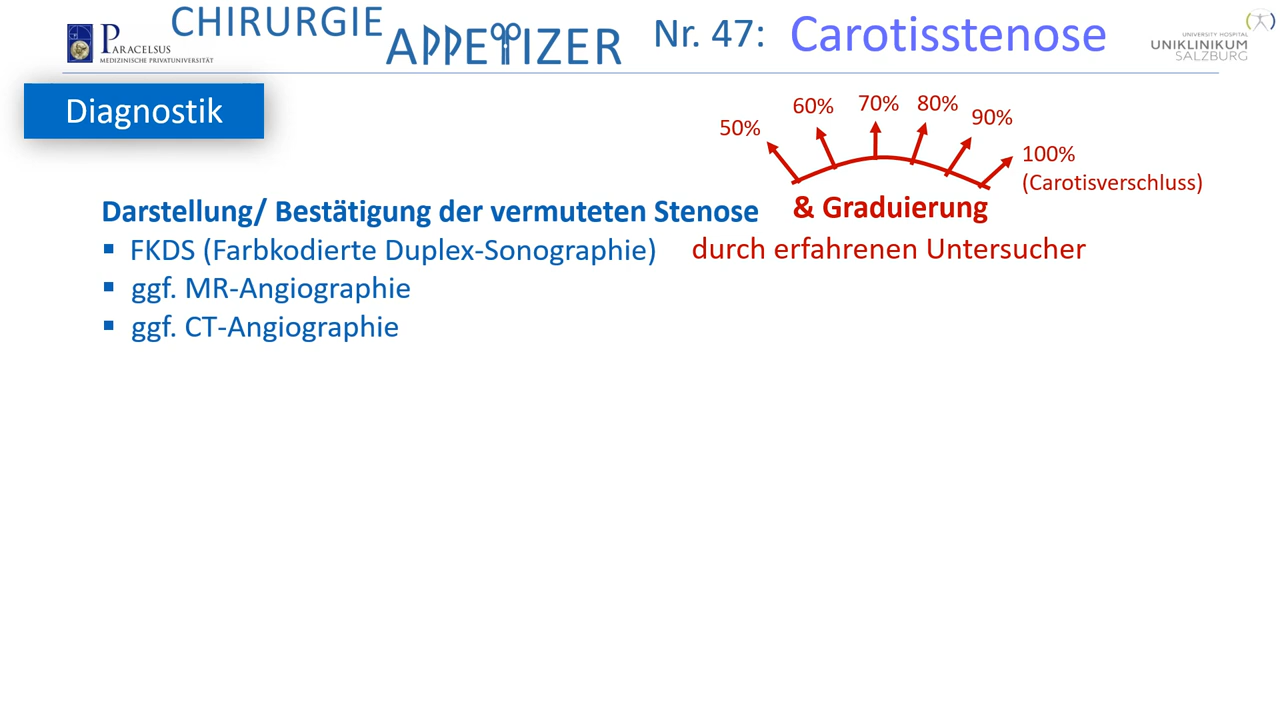 CHIRURGIE
APPETIZER
Nr. 47: Carotisstenose
PARACELSUS
MEDIZINISCHE PRIVATUNIVERSITÄT
UNIVERSITY HOSPITAL
UNIKLINIKUM
SALZBURG
Diagnostik
50%
60%
70%
80%
90%
100%
(Carotisverschluss)
Darstellung/ Bestätigung der vermuteten Stenose & Graduierung
▪ FKDS (Farbkodierte Duplex-Sonographie) durch erfahrenen Untersucher
▪ ggf. MR-Angiographie
▪ ggf. CT-Angiographie